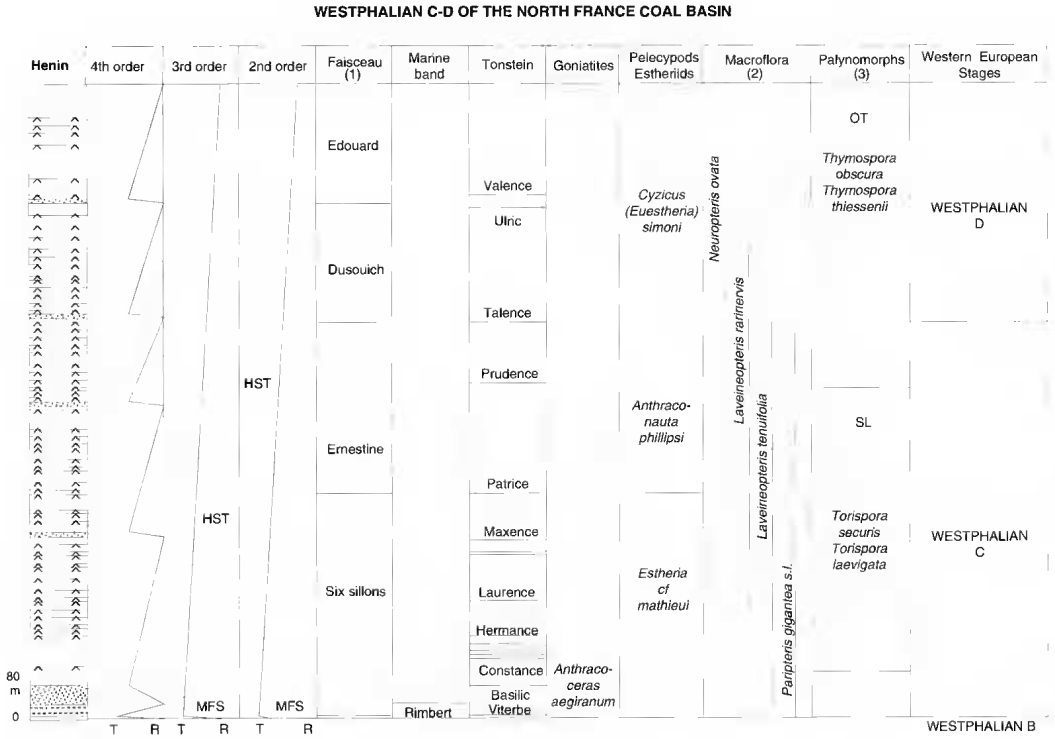 WESTPHALIAN C-D OF THE NORTH FRANCE COAL BASIN
Henin
4th order
3rd order
2nd order
Faisceau
(1)
Marine
band
Tonstein
Goniatites
Pelecypods
Estheriids
Macroflora
(2)
Palynomorphs
(3)
Western European
Stages
Edouard
Dusouich
Ernestine
Six sillons
HST
HST
MFS
MFS
Rimbert
Valence
Ulric
Talence
Prudence
Patrice
Maxence
Laurence
Hermance
Constance
Basilic
Viterbe
Anthraco-
ceras
aegiranum
Cyzicus
(Euestheria)
simoni
Anthraco-
nauta
phillipsi
Estheria
cf
mathieui
Neuropteris ovata
Laveineopteris rarinervis
Laveineopteris tenuifolia
Paripteris gigantea s.l.
OT
Thymospora
obscura
Thymospora
thiessenii
SL
Torispora
securis
Torispora
laevigata
WESTPHALIAN
D
WESTPHALIAN
C
WESTPHALIAN B
80
m
0
T R T R T R